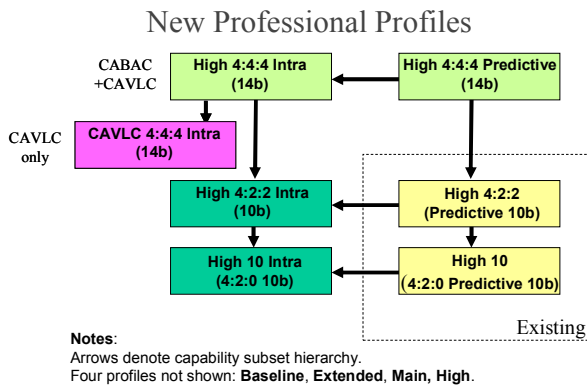 New Professional Profiles
CABAC
+CAVLC
High 4:4:4 Intra
(14b)
High 4:4:4 Predictive
(14b)
CAVLC
only
CAVLC 4:4:4 Intra
(14b)
High 4:2:2 Intra
(10b)
High 4:2:2
(Predictive 10b)
High 10 Intra
(4:2:0 10b)
High 10
(4:2:0 Predictive 10b)
Existing
Notes:
Arrows denote capability subset hierarchy.
Four profiles not shown: Baseline, Extended, Main, High.